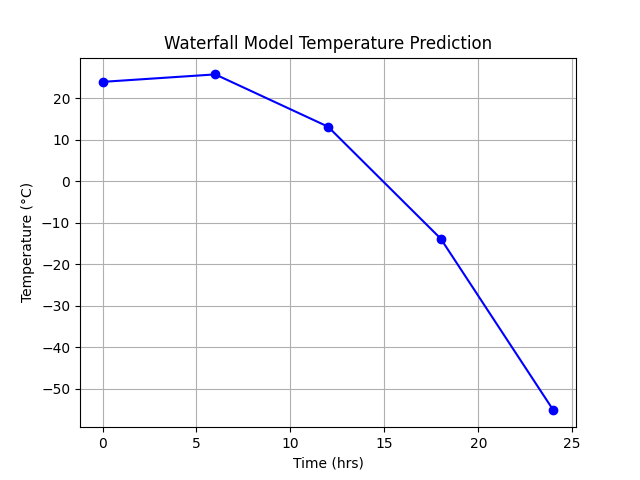 Waterfall Model Temperature Prediction
Temperature (°C)
20
10
0
−10
−20
−30
−40
−50
0 5 10 15 20 25
Time (hrs)